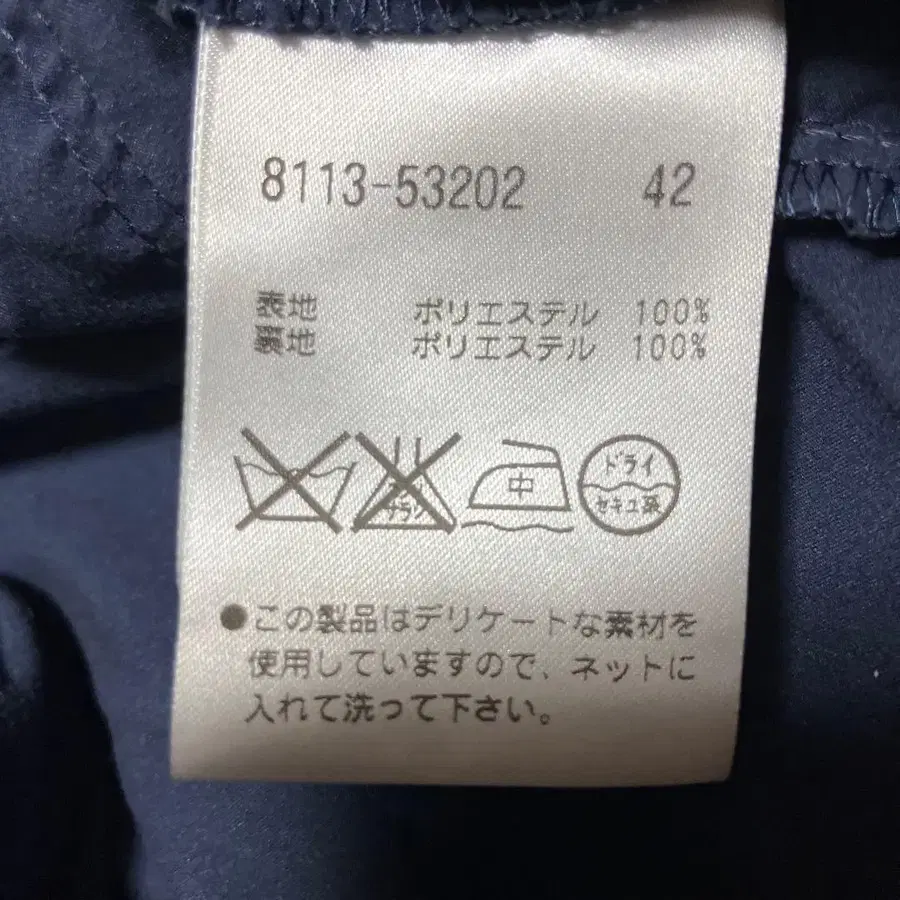 8113-53202 42
表地 ポリエステル 100%
裏地 ポリエステル 100%
サラシ 中 ドライ
セキユ系
●この製品はデリケートな素材を
使用していますので、ネットに
入れて洗って下さい。